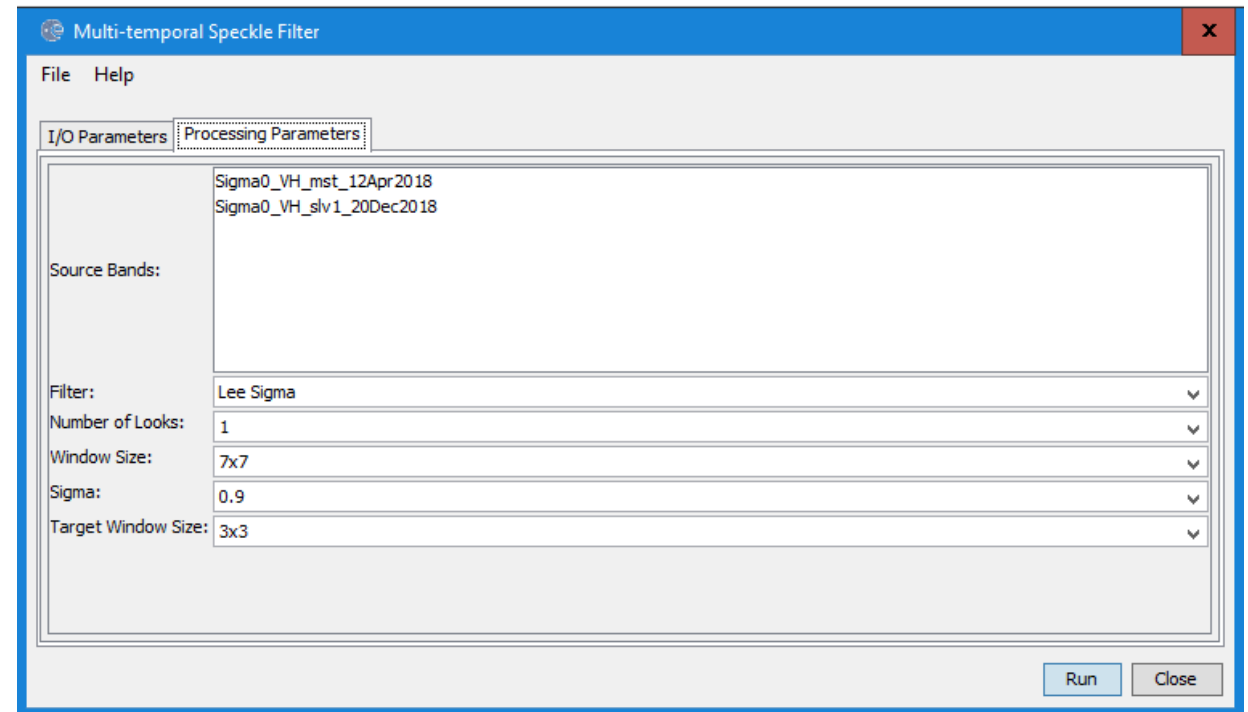 Multi-temporal Speckle Filter
x
File Help
I/O Parameters Processing Parameters
Source Bands:
Sigma0_VH_mst_12Apr2018
Sigma0_VH_slv1_20Dec2018
Filter: Lee Sigma
Number of Looks: 1
Window Size: 7x7
Sigma: 0.9
Target Window Size: 3x3
Run Close